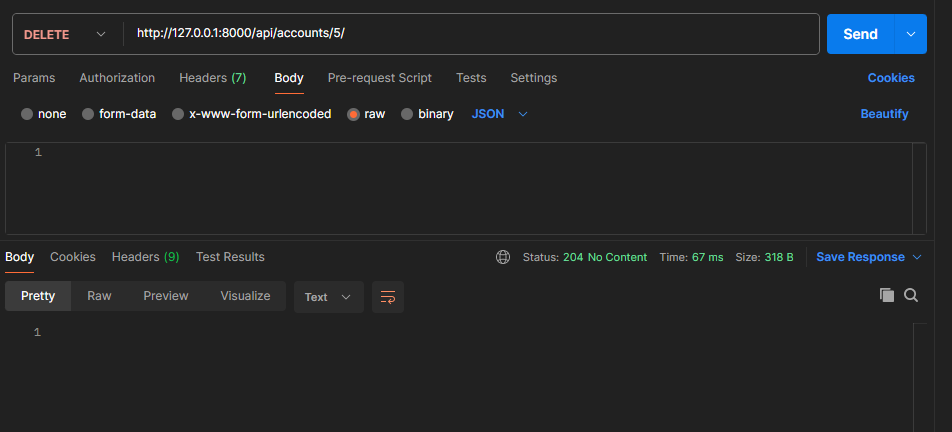 DELETE http://127.0.0.1:8000/api/accounts/5/ Send
Params Authorization Headers (7) Body Pre-request Script Tests Settings Cookies
none form-data x-www-form-urlencoded raw binary JSON Beautify
1
Body Cookies Headers (9) Test Results Status: 204 No Content Time: 67 ms Size: 318 B Save Response
Pretty Raw Preview Visualize Text
1